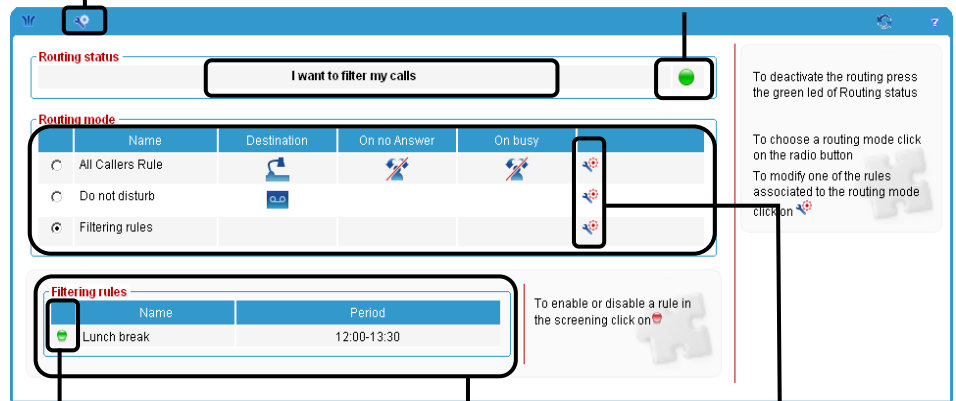 ?
Routing status
I want to filter my calls
Routing mode
Name Destination On no Answer On busy
All Callers Rule
Do not disturb
Filtering rules
To deactivate the routing press
the green led of Routing status
To choose a routing mode click
on the radio button
To modify one of the rules
associated to the routing mode
click on
Filtering rules
Name Period
Lunch break 12:00-13:30
To enable or disable a rule in
the screening click on